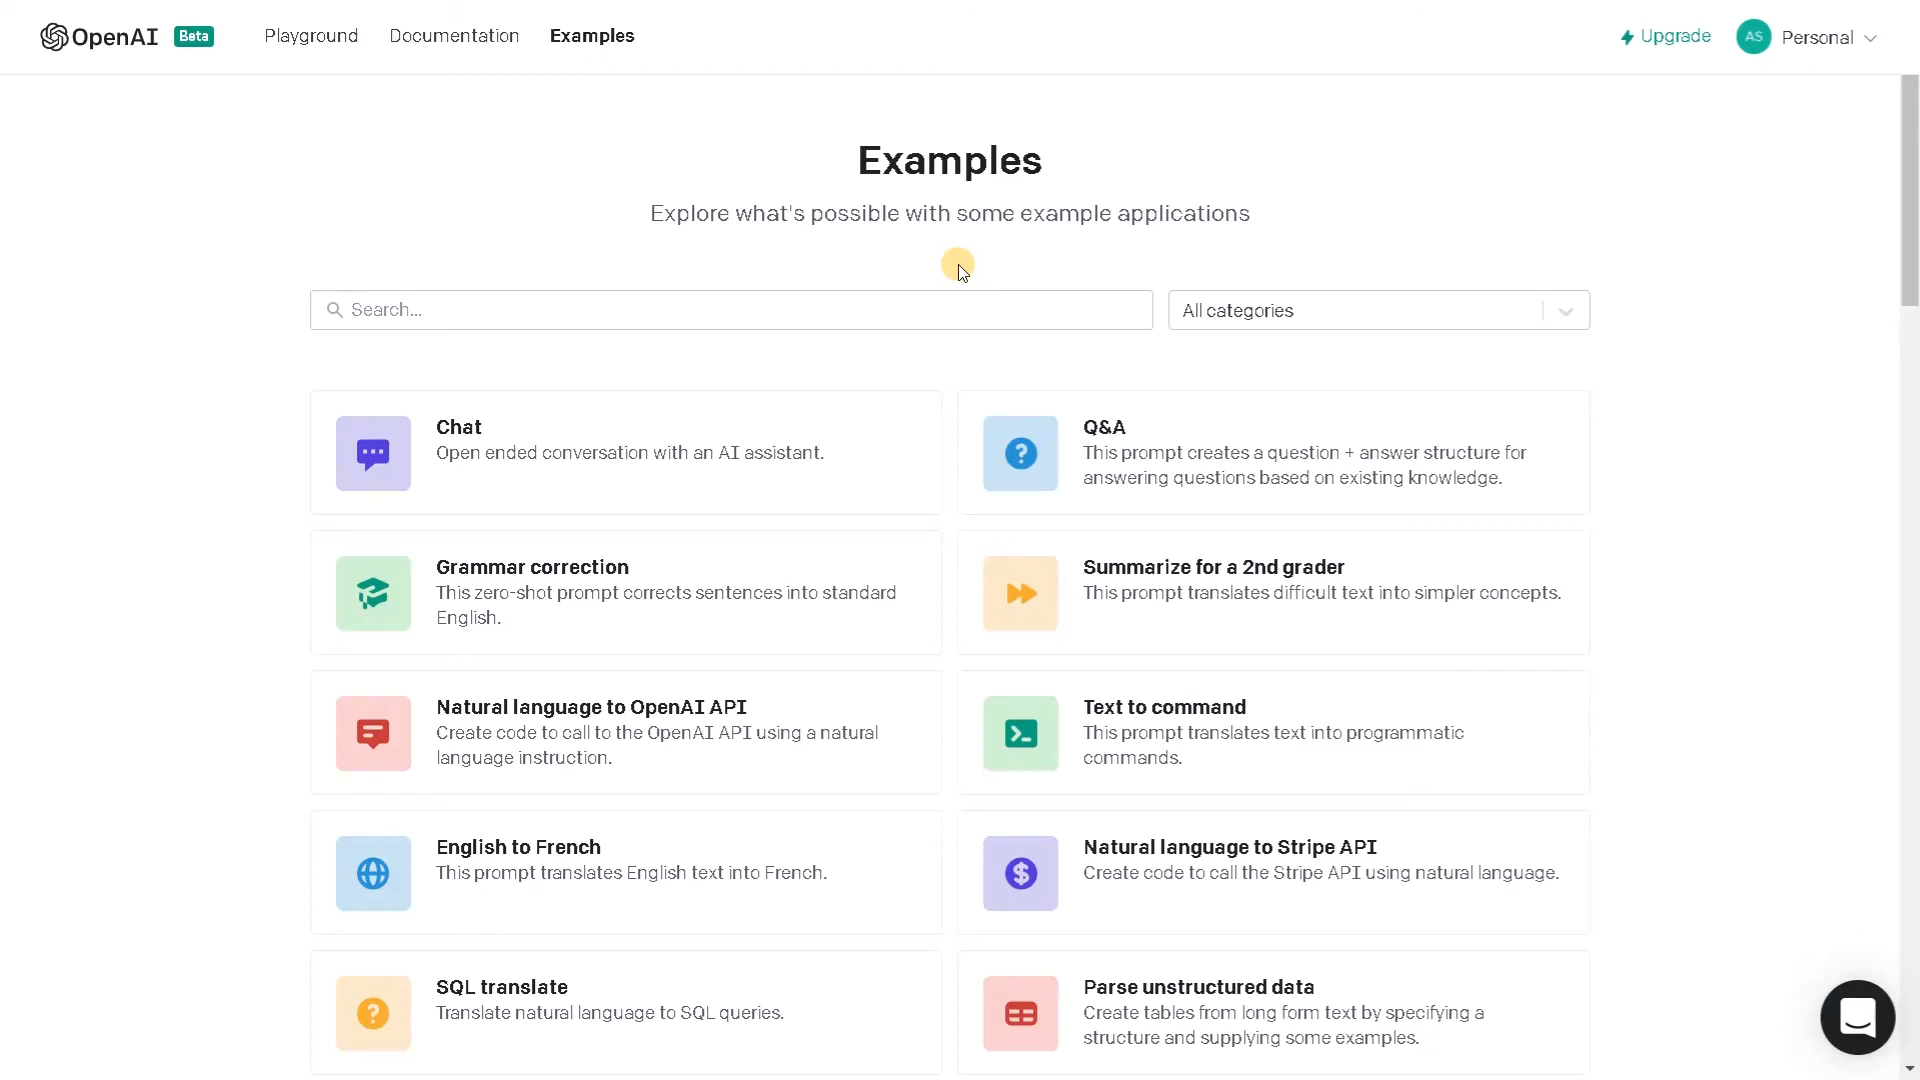 OpenAI Beta Playground Documentation Examples Upgrade AS Personal
Examples
Explore what's possible with some example applications
Search... All categories
Chat
Open ended conversation with an AI assistant.
Q&A
This prompt creates a question + answer structure for
answering questions based on existing knowledge.
Grammar correction
This zero-shot prompt corrects sentences into standard
English.
Summarize for a 2nd grader
This prompt translates difficult text into simpler concepts.
Natural language to OpenAI API
Create code to call to the OpenAI API using a natural
language instruction.
Text to command
This prompt translates text into programmatic
commands.
English to French
This prompt translates English text into French.
Natural language to Stripe API
Create code to call the Stripe API using natural language.
SQL translate
Translate natural language to SQL queries.
Parse unstructured data
Create tables from long form text by specifying a
structure and supplying some examples.